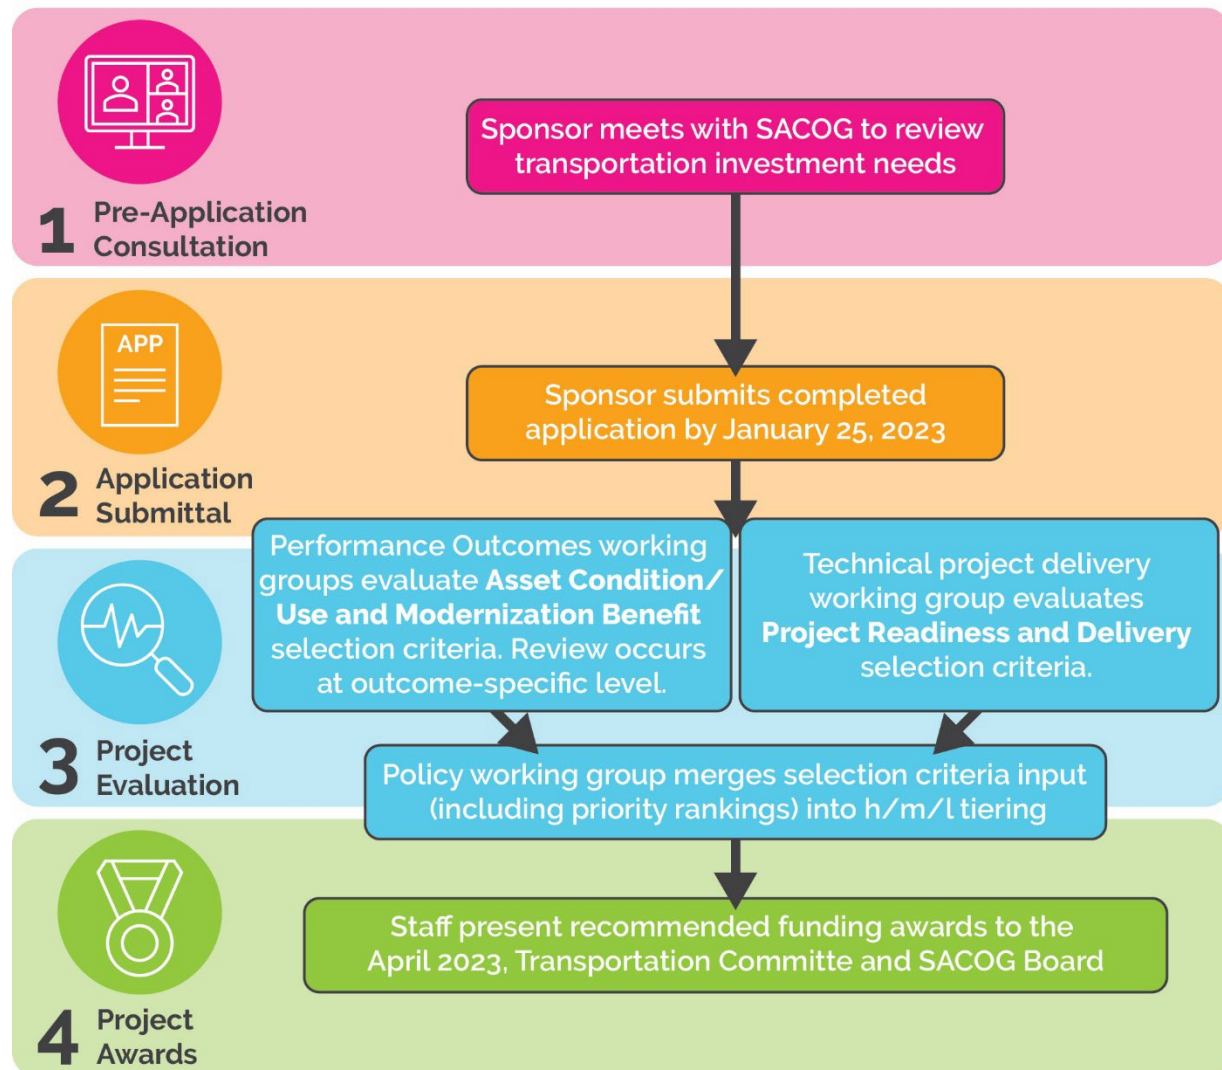 1 Pre-Application
Consultation
Sponsor meets with SACOG to review
transportation investment needs
APP
2 Application
Submittal
Sponsor submits completed
application by January 25, 2023
3 Project
Evaluation
Performance Outcomes working
groups evaluate Asset Condition/
Use and Modernization Benefit
selection criteria. Review occurs
at outcome-specific level.
Technical project delivery
working group evaluates
Project Readiness and Delivery
selection criteria.
Policy working group merges selection criteria input
(including priority rankings) into h/m/l tiering
4 Project
Awards
Staff present recommended funding awards to the
April 2023, Transportation Committe and SACOG Board